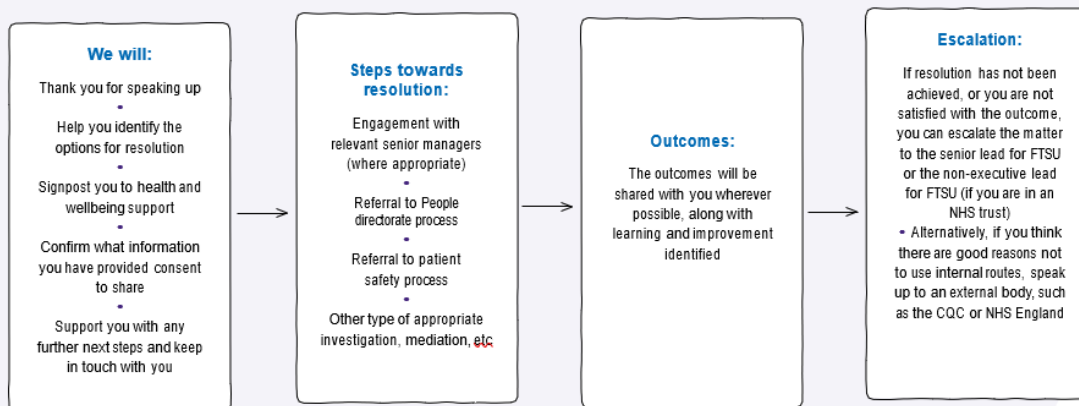 We will:
Thank you for speaking up
•
Help you identify the
options for resolution
•
Signpost you to health and
wellbeing support
•
Confirm what information
you have provided consent
to share
•
Support you with any
further next steps and keep
in touch with you
Steps towards
resolution:
Engagement with
relevant senior managers
(where appropriate)
•
Referral to People
directorate process
•
Referral to patient
safety process
•
Other type of appropriate
investigation, mediation, etc
Outcomes:
The outcomes will be
shared with you wherever
possible, along with
learning and improvement
identified
Escalation:
If resolution has not been
achieved, or you are not
satisfied with the outcome,
you can escalate the matter
to the senior lead for FTSU
or the non-executive lead
for FTSU (if you are in an
NHS trust)
• Alternatively, if you think
there are good reasons not
to use internal routes, speak
up to an external body, such
as the CQC or NHS England